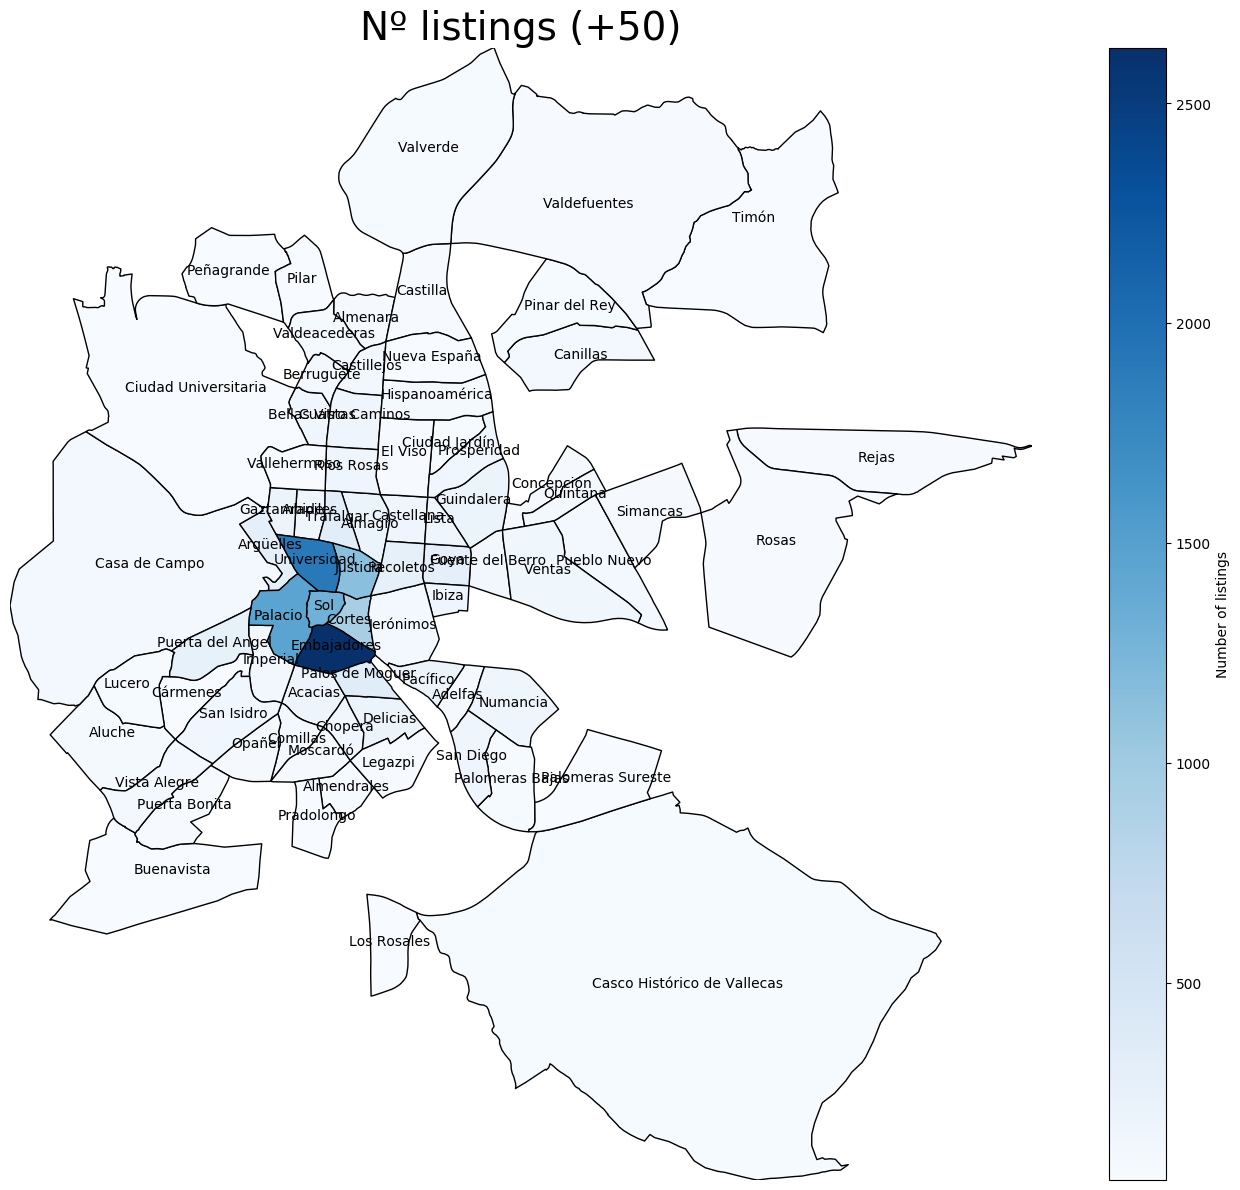 Nº listings (+50)
Valverde
Valdefuentes
Timón
Peñagrande
Pilar
Castilla
Pinar del Rey
Almenara
Valdeacederas
Nueva España
Canillas
Castillejos
Berruguete
Ciudad Universitaria
Hispanoamérica
Bellas Vistas
Cuatro Caminos
Ciudad Jardín
El Viso
Prosperidad
Rejas
Vallehermoso
Ríos Rosas
Concepción
Quintana
Guindalera
Simancas
Gaztambide
Arapiles
Trafalgar
Castellana
Lista
Almagro
Rosas
Argüelles
Casa de Campo
Universidad
Justicia
Recoletos
Goya
Fuente del Berro
Ventas
Pueblo Nuevo
Ibiza
Sol
Palacio
Cortes
Jerónimos
Puerta del Angel
Embajadores
Imperial
Palos de Moguer
Pacífico
Lucero
Cármenes
Acacias
Adelfas
Numancia
San Isidro
Delicias
Chopera
Aluche
Opañel
Comillas
Moscardó
Legazpi
San Diego
Palomeras Bajas
Palomeras Sureste
Vista Alegre
Almendrales
Puerta Bonita
Pradolongo
Buenavista
Los Rosales
Casco Histórico de Vallecas
2500
2000
1500
1000
500
Number of listings